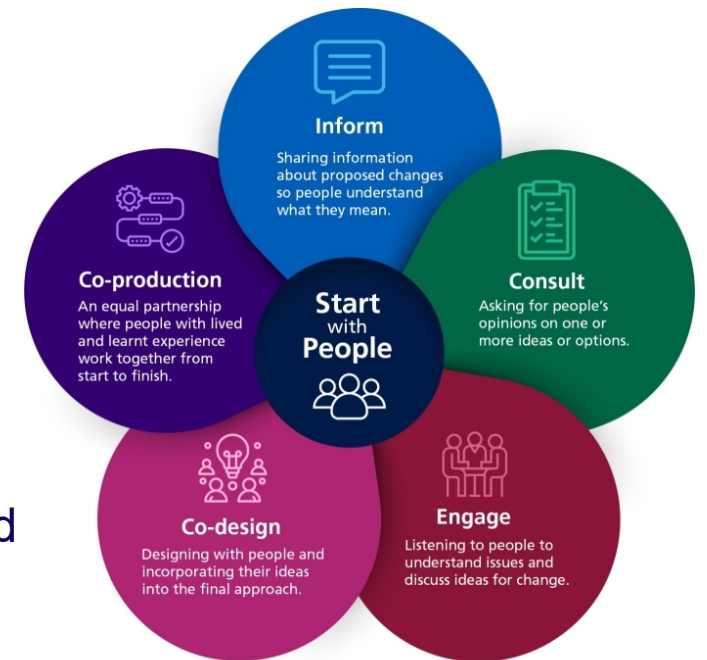 Inform
Sharing information
about proposed changes
so people understand
what they mean.
Consult
Asking for people's
opinions on one or
more ideas or options.
Engage
Listening to people to
understand issues and
discuss ideas for change.
Co-design
Designing with people and
incorporating their ideas
into the final approach.
Co-production
An equal partnership
where people with lived
and learnt experience
work together from
start to finish.
Start
with
People